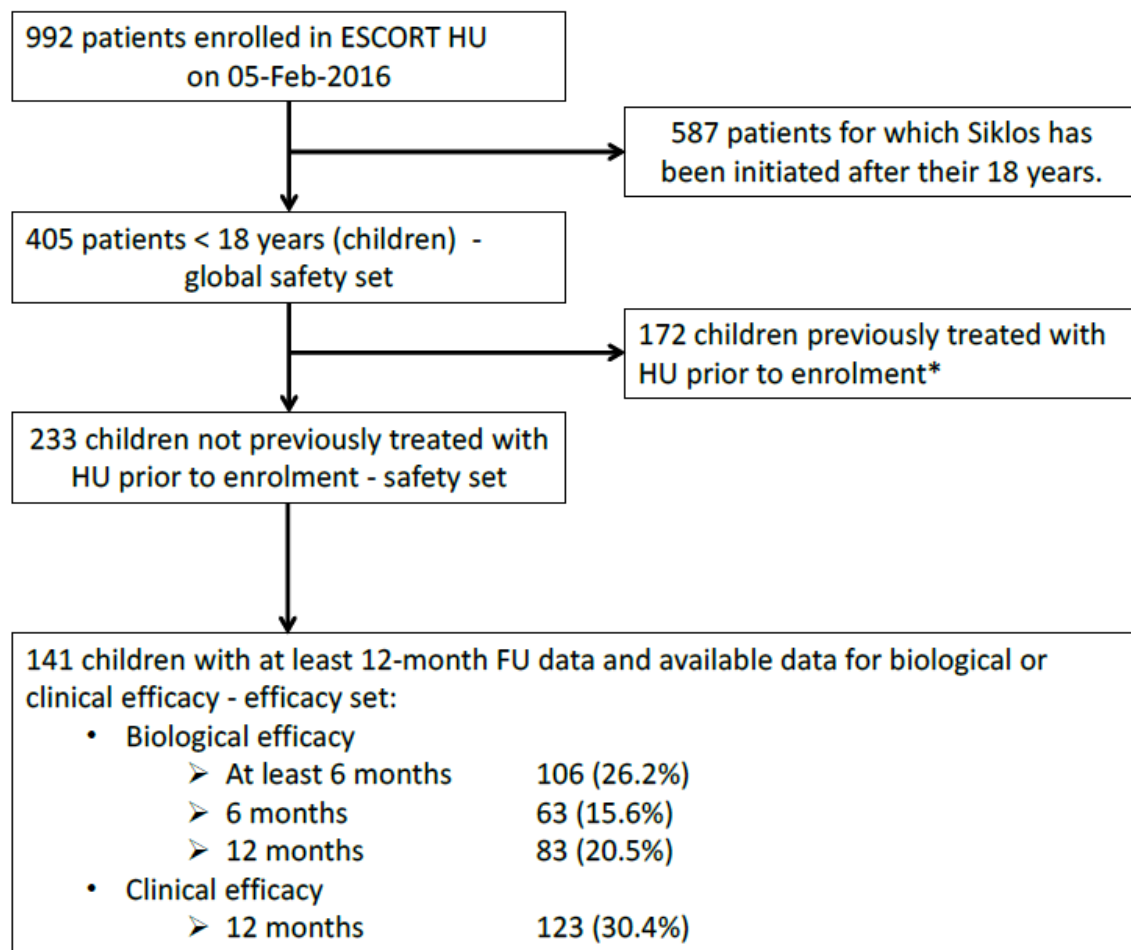 992 patients enrolled in ESCORT HU
on 05-Feb-2016
587 patients for which Siklos has
been initiated after their 18 years.
405 patients < 18 years (children) -
global safety set
172 children previously treated with
HU prior to enrolment*
233 children not previously treated with
HU prior to enrolment - safety set
141 children with at least 12-month FU data and available data for biological or
clinical efficacy - efficacy set:
• Biological efficacy
➢ At least 6 months 106 (26.2%)
➢ 6 months 63 (15.6%)
➢ 12 months 83 (20.5%)
• Clinical efficacy
➢ 12 months 123 (30.4%)